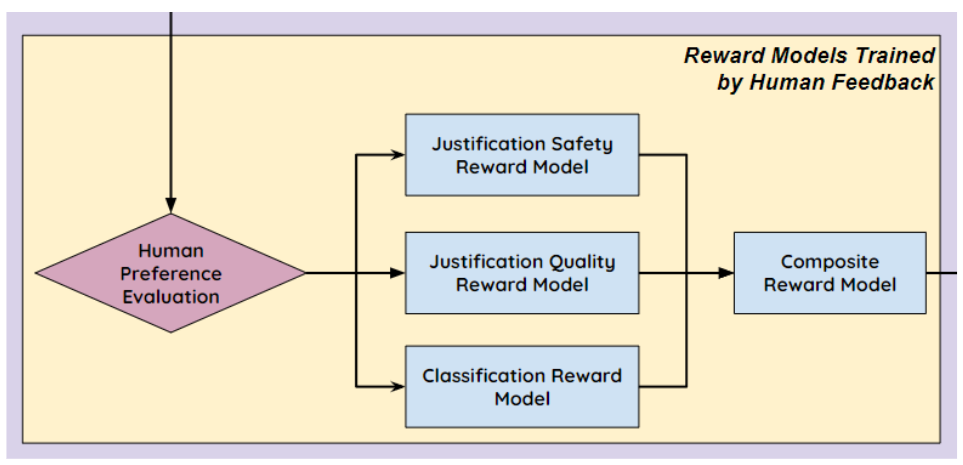 Reward Models Trained
by Human Feedback
Justification Safety
Reward Model
Human
Preference
Evaluation
Justification Quality
Reward Model
Composite
Reward Model
Classification Reward
Model